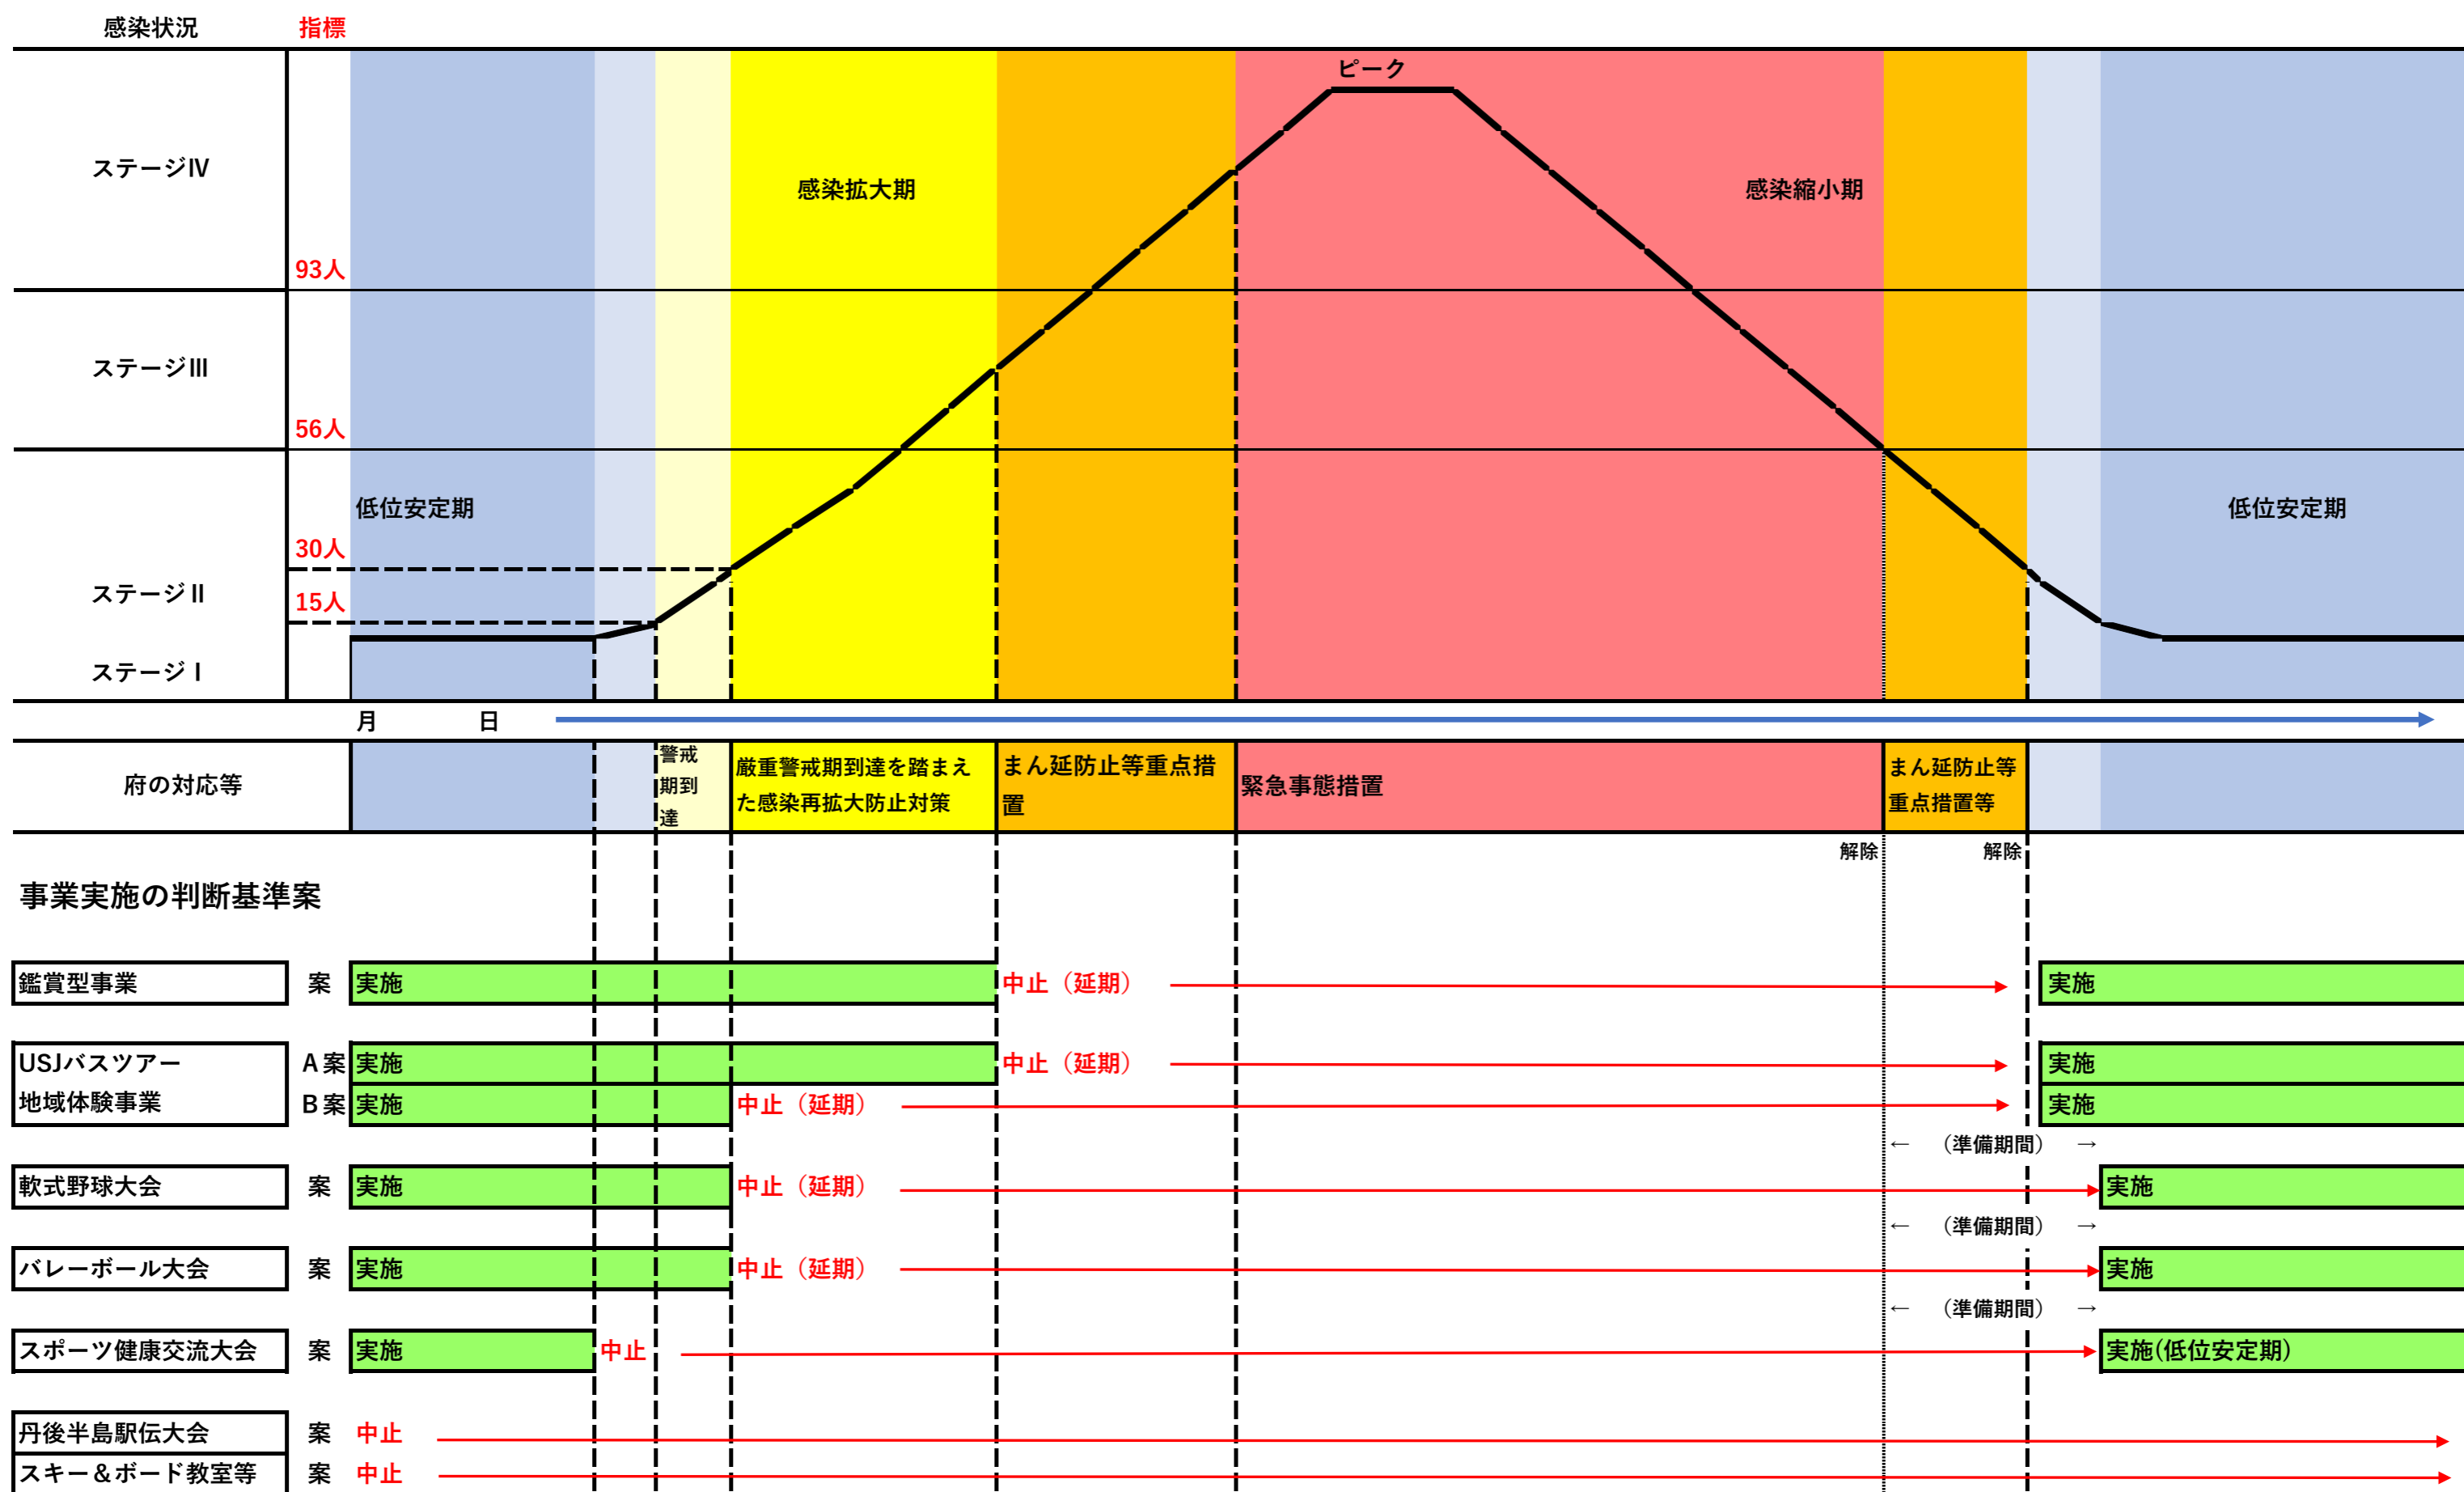 感染状況 指標
ピーク
ステージⅣ
感染拡大期 感染縮小期
93人
ステージⅢ
56人
低位安定期 低位安定期
30人
ステージⅡ
15人
ステージⅠ
月 日
府の対応等
警戒
期到
達
厳重警戒期到達を踏まえ
た感染再拡大防止対策
まん延防止等重点措
置
緊急事態措置
まん延防止等
重点措置等
解除 解除
事業実施の判断基準案
鑑賞型事業 案 実施 中止（延期） 実施
USJバスツアー A案 実施 中止（延期） 実施
地域体験事業 B案 実施 中止（延期） 実施
← （準備期間） →
軟式野球大会 案 実施 中止（延期） 実施
← （準備期間） →
バレーボール大会 案 実施 中止（延期） 実施
← （準備期間） →
スポーツ健康交流大会 案 実施 中止 実施(低位安定期)
丹後半島駅伝大会 案 中止
スキー＆ボード教室等 案 中止